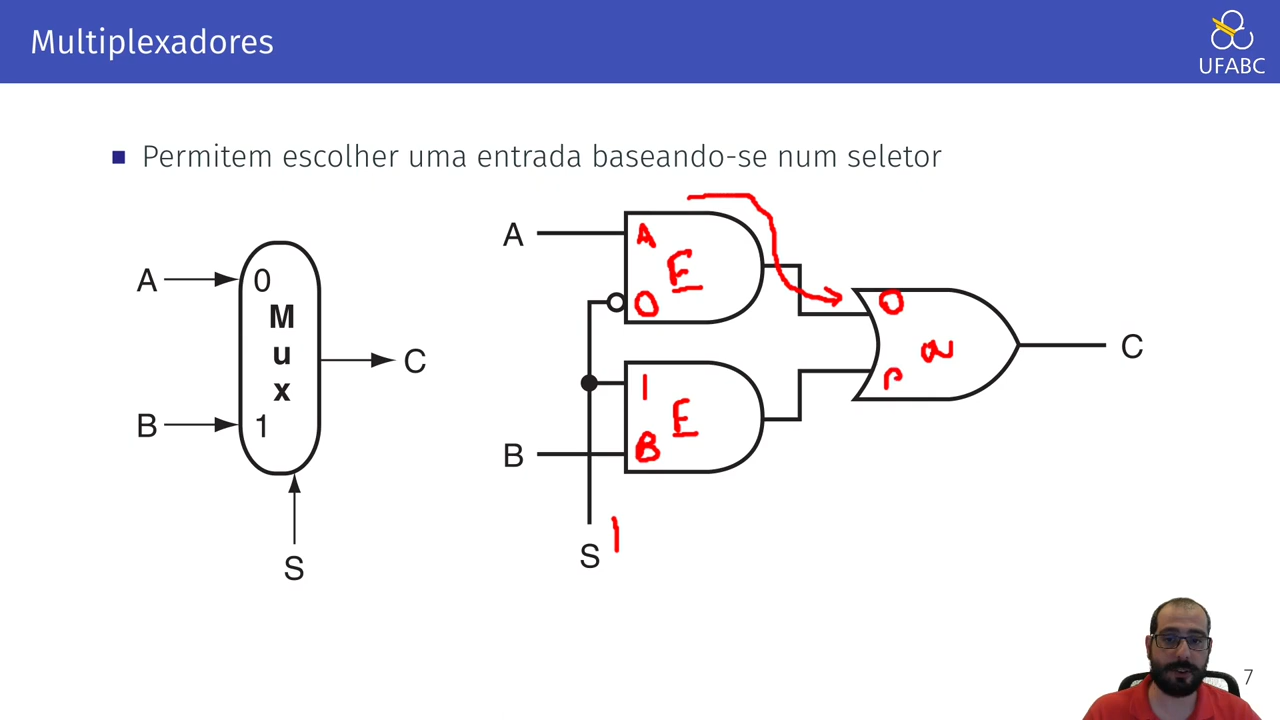 Multiplexadores
UFABC
Permitem escolher uma entrada baseando-se num seletor
A
0
M
u
x
1
B
C
S
A
A
E
0
1
E
B
B
0
C
S
1
7